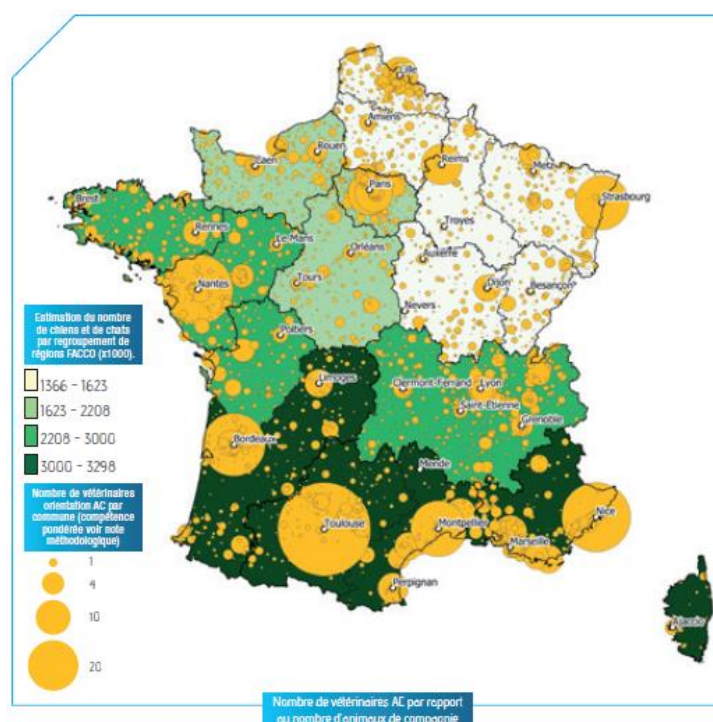 Lille
Amiens
Rouen
Caen
Reims
Metz
Paris
Strasbourg
Brest
Troyes
Rennes
Le Mans
Orléans
Auxerre
Tours
Dijon
Besançon
Nantes
Nevers
Estimation du nombre
de chiens et de chats
par regroupement de
régions FACCO (x1000).
1366 – 1623
1623 – 2208
2208 – 3000
3000 – 3298
Poitiers
Limoges
Clermont-Ferrand
Lyon
Saint-Etienne
Grenoble
Bordeaux
Mende
Nombre de vétérinaires
orientation AC par
commune (compétence
pondérée voir note
méthodologique)
1
4
10
20
Toulouse
Montpellier
Nice
Marseille
Perpignan
Ajaccio
Nombre de vétérinaires AC par rapport
au nombre d'animaux de compagnie